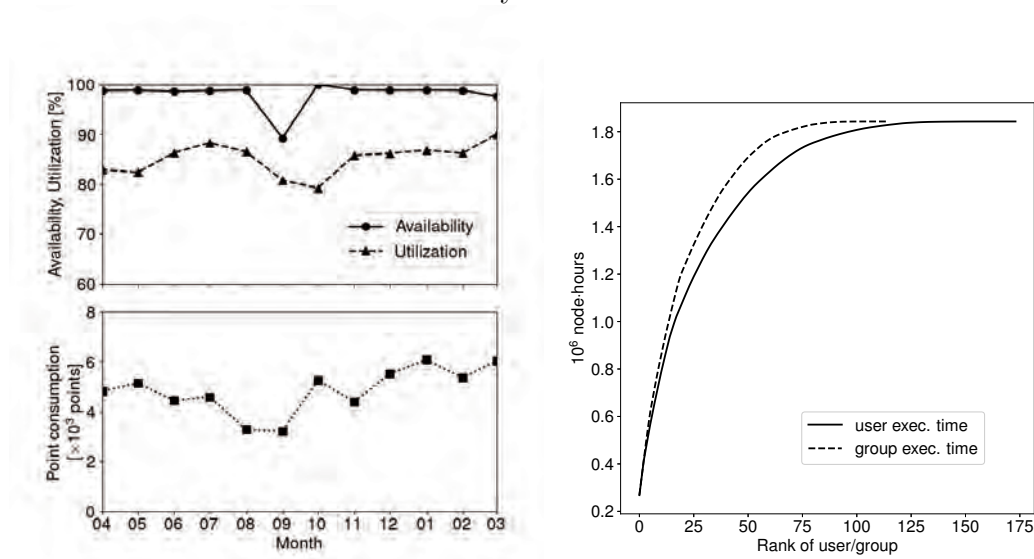 Availability, Utilization [%]
100
90
80
70
60
Availability
Utilization
Point consumption
[×10³ points]
8
6
4
2
0
04 05 06 07 08 09 10 11 12 01 02 03
Month
10⁶ node·hours
1.8
1.6
1.4
1.2
1.0
0.8
0.6
0.4
0.2
user exec. time
group exec. time
0 25 50 75 100 125 150 175
Rank of user/group